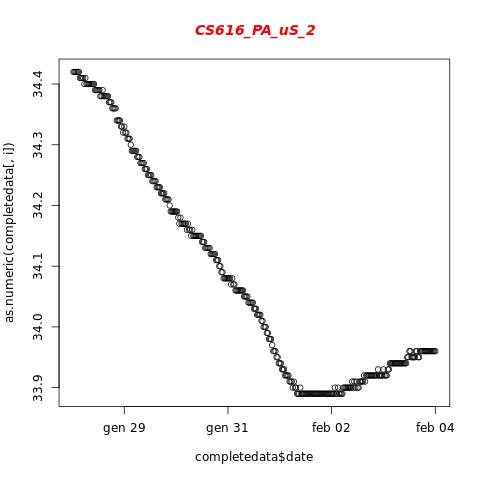 CS616_PA_uS_2
as.numeric(completedata[, i])
34.4
34.3
34.2
34.1
34.0
33.9
gen 29
gen 31
feb 02
feb 04
completedata$date